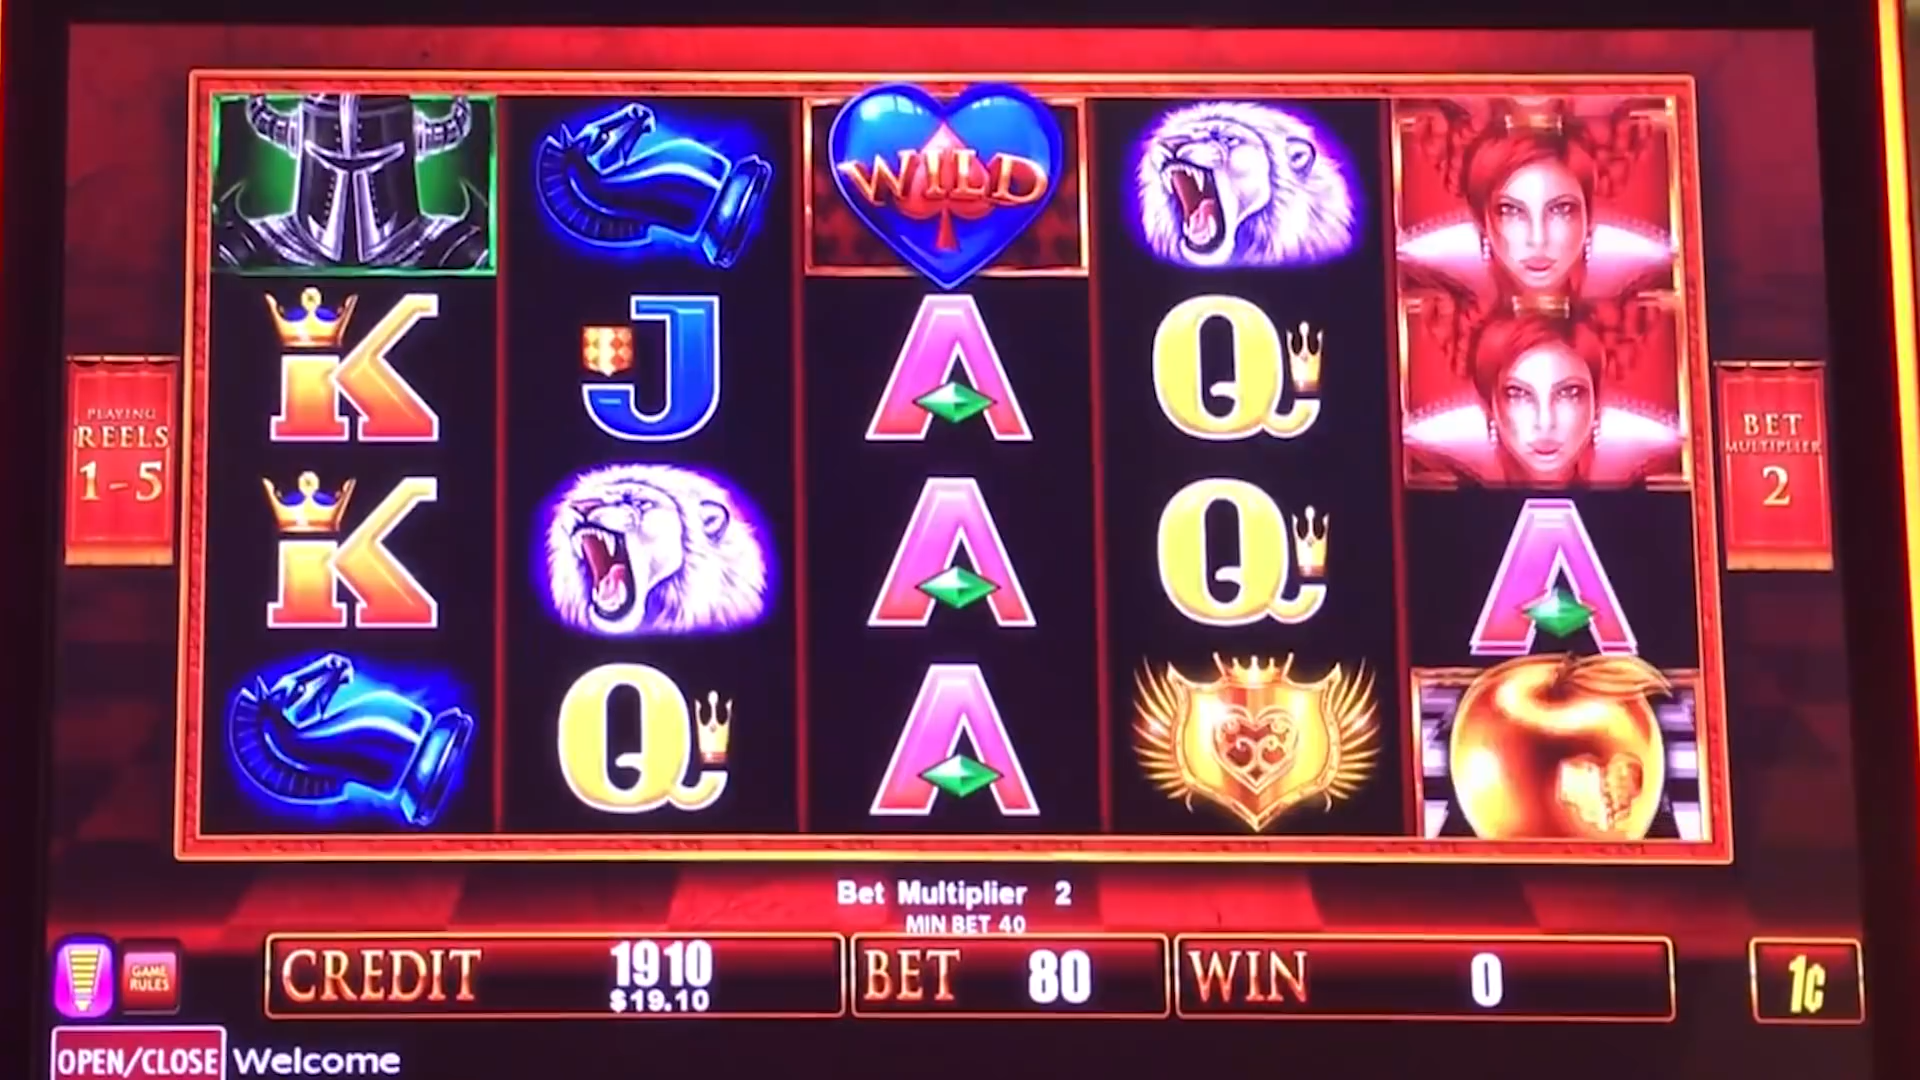 WILD
K
J
A
Q
K
A
Q
A
Q
A
PLAYING
REELS
1-5
BET
MULTIPLIER
2
Bet Multiplier 2
MIN BET 40
CREDIT 1910
$19.10
BET 80
WIN 0
1¢
GAME
RULES
OPEN/CLOSE Welcome